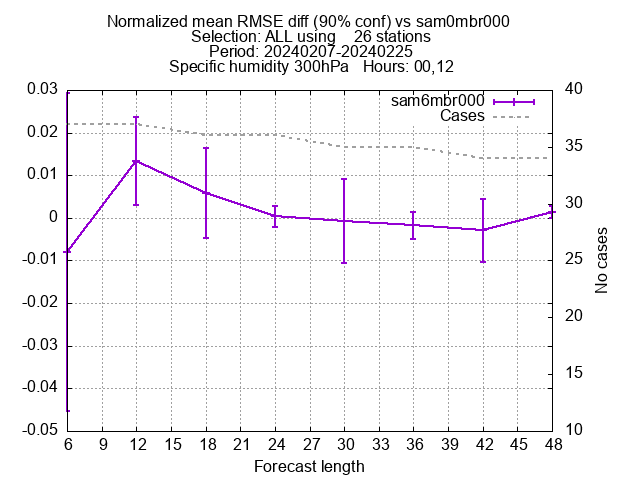 Normalized mean RMSE diff (90% conf) vs sam0mbr000
Selection: ALL using    26 stations
Period: 20240207-20240225
Specific humidity 300hPa   Hours: 00,12
sam6mbr000
Cases
0.03
0.02
0.01
0
-0.01
-0.02
-0.03
-0.04
-0.05
40
35
30
25
20
15
10
No cases
6 9 12 15 18 21 24 27 30 33 36 39 42 45 48
Forecast length